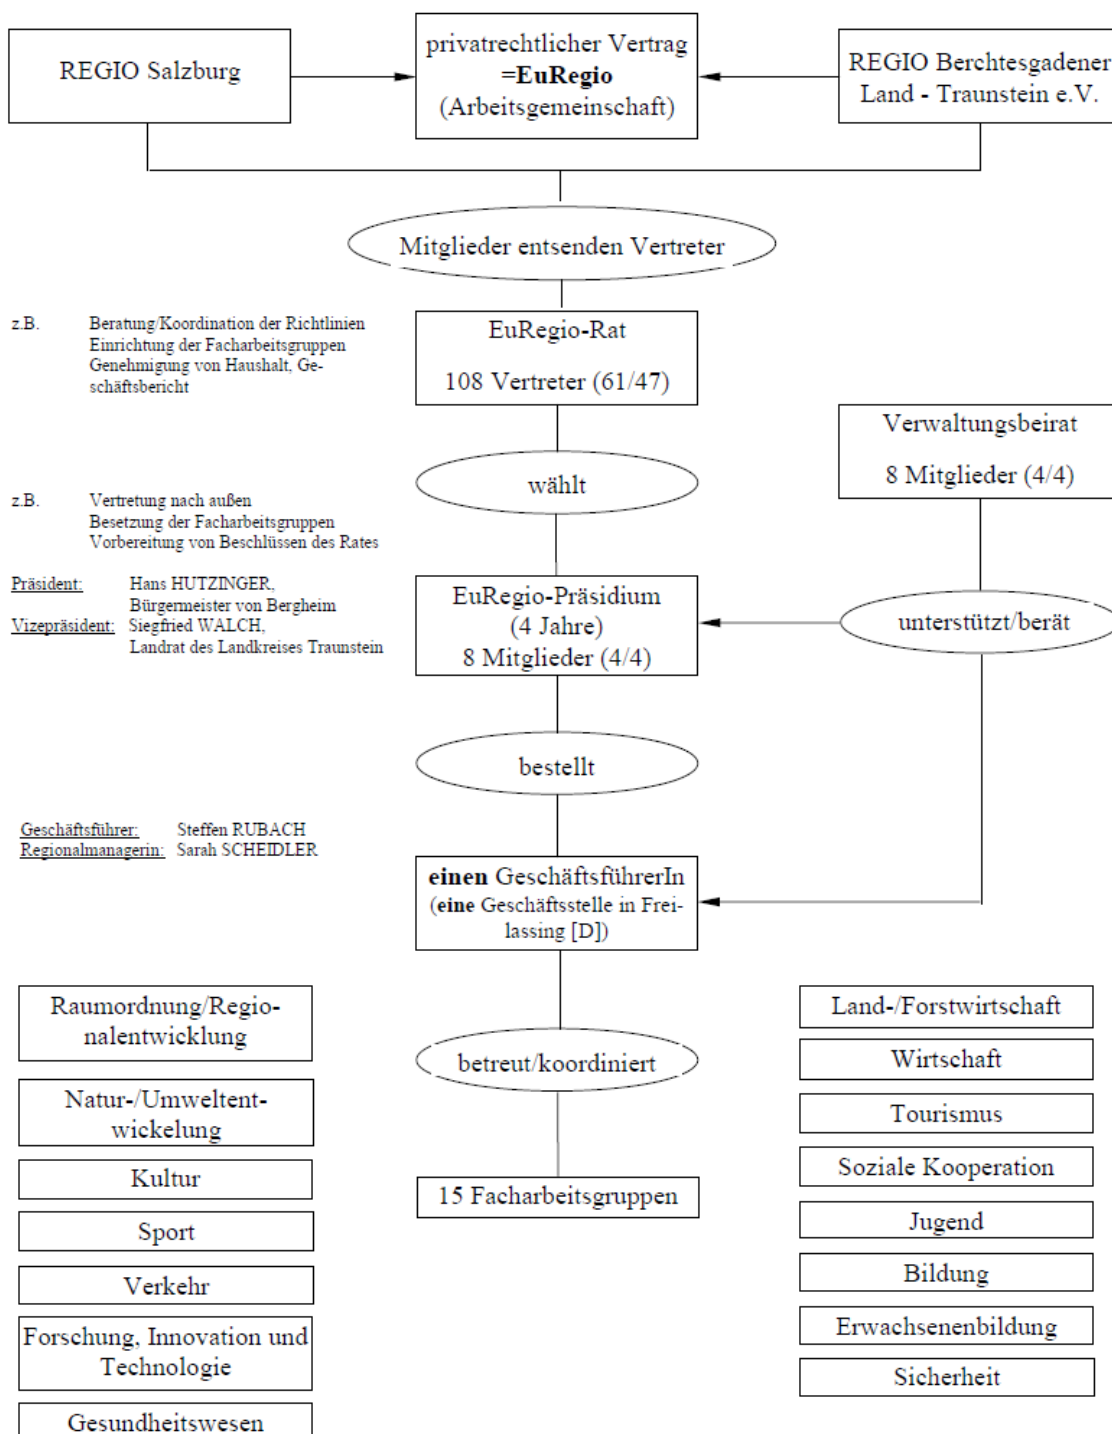 REGIO Salzburg
privatrechtlicher Vertrag
=EuRegio
(Arbeitsgemeinschaft)
REGIO Berchtesgadener
Land - Traunstein e.V.
Mitglieder entsenden Vertreter
z.B. Beratung/Koordination der Richtlinien
Einrichtung der Facharbeitsgruppen
Genehmigung von Haushalt, Ge-
schäftsbericht
EuRegio-Rat
108 Vertreter (61/47)
Verwaltungsbeirat
8 Mitglieder (4/4)
wählt
z.B. Vertretung nach außen
Besetzung der Facharbeitsgruppen
Vorbereitung von Beschlüssen des Rates
Präsident: Hans HUTZINGER,
Bürgermeister von Bergheim
Vizepräsident: Siegfried WALCH,
Landrat des Landkreises Traunstein
EuRegio-Präsidium
(4 Jahre)
8 Mitglieder (4/4)
unterstützt/berät
bestellt
Geschäftsführer: Steffen RUBACH
Regionalmanagerin: Sarah SCHEIDLER
einen GeschäftsführerIn
(eine Geschäftsstelle in Frei-
lassing [D])
betreut/koordiniert
15 Facharbeitsgruppen
Raumordnung/Regio-
nalentwicklung
Natur-/Umweltent-
wickelung
Kultur
Sport
Verkehr
Forschung, Innovation und
Technologie
Gesundheitswesen
Land-/Forstwirtschaft
Wirtschaft
Tourismus
Soziale Kooperation
Jugend
Bildung
Erwachsenenbildung
Sicherheit